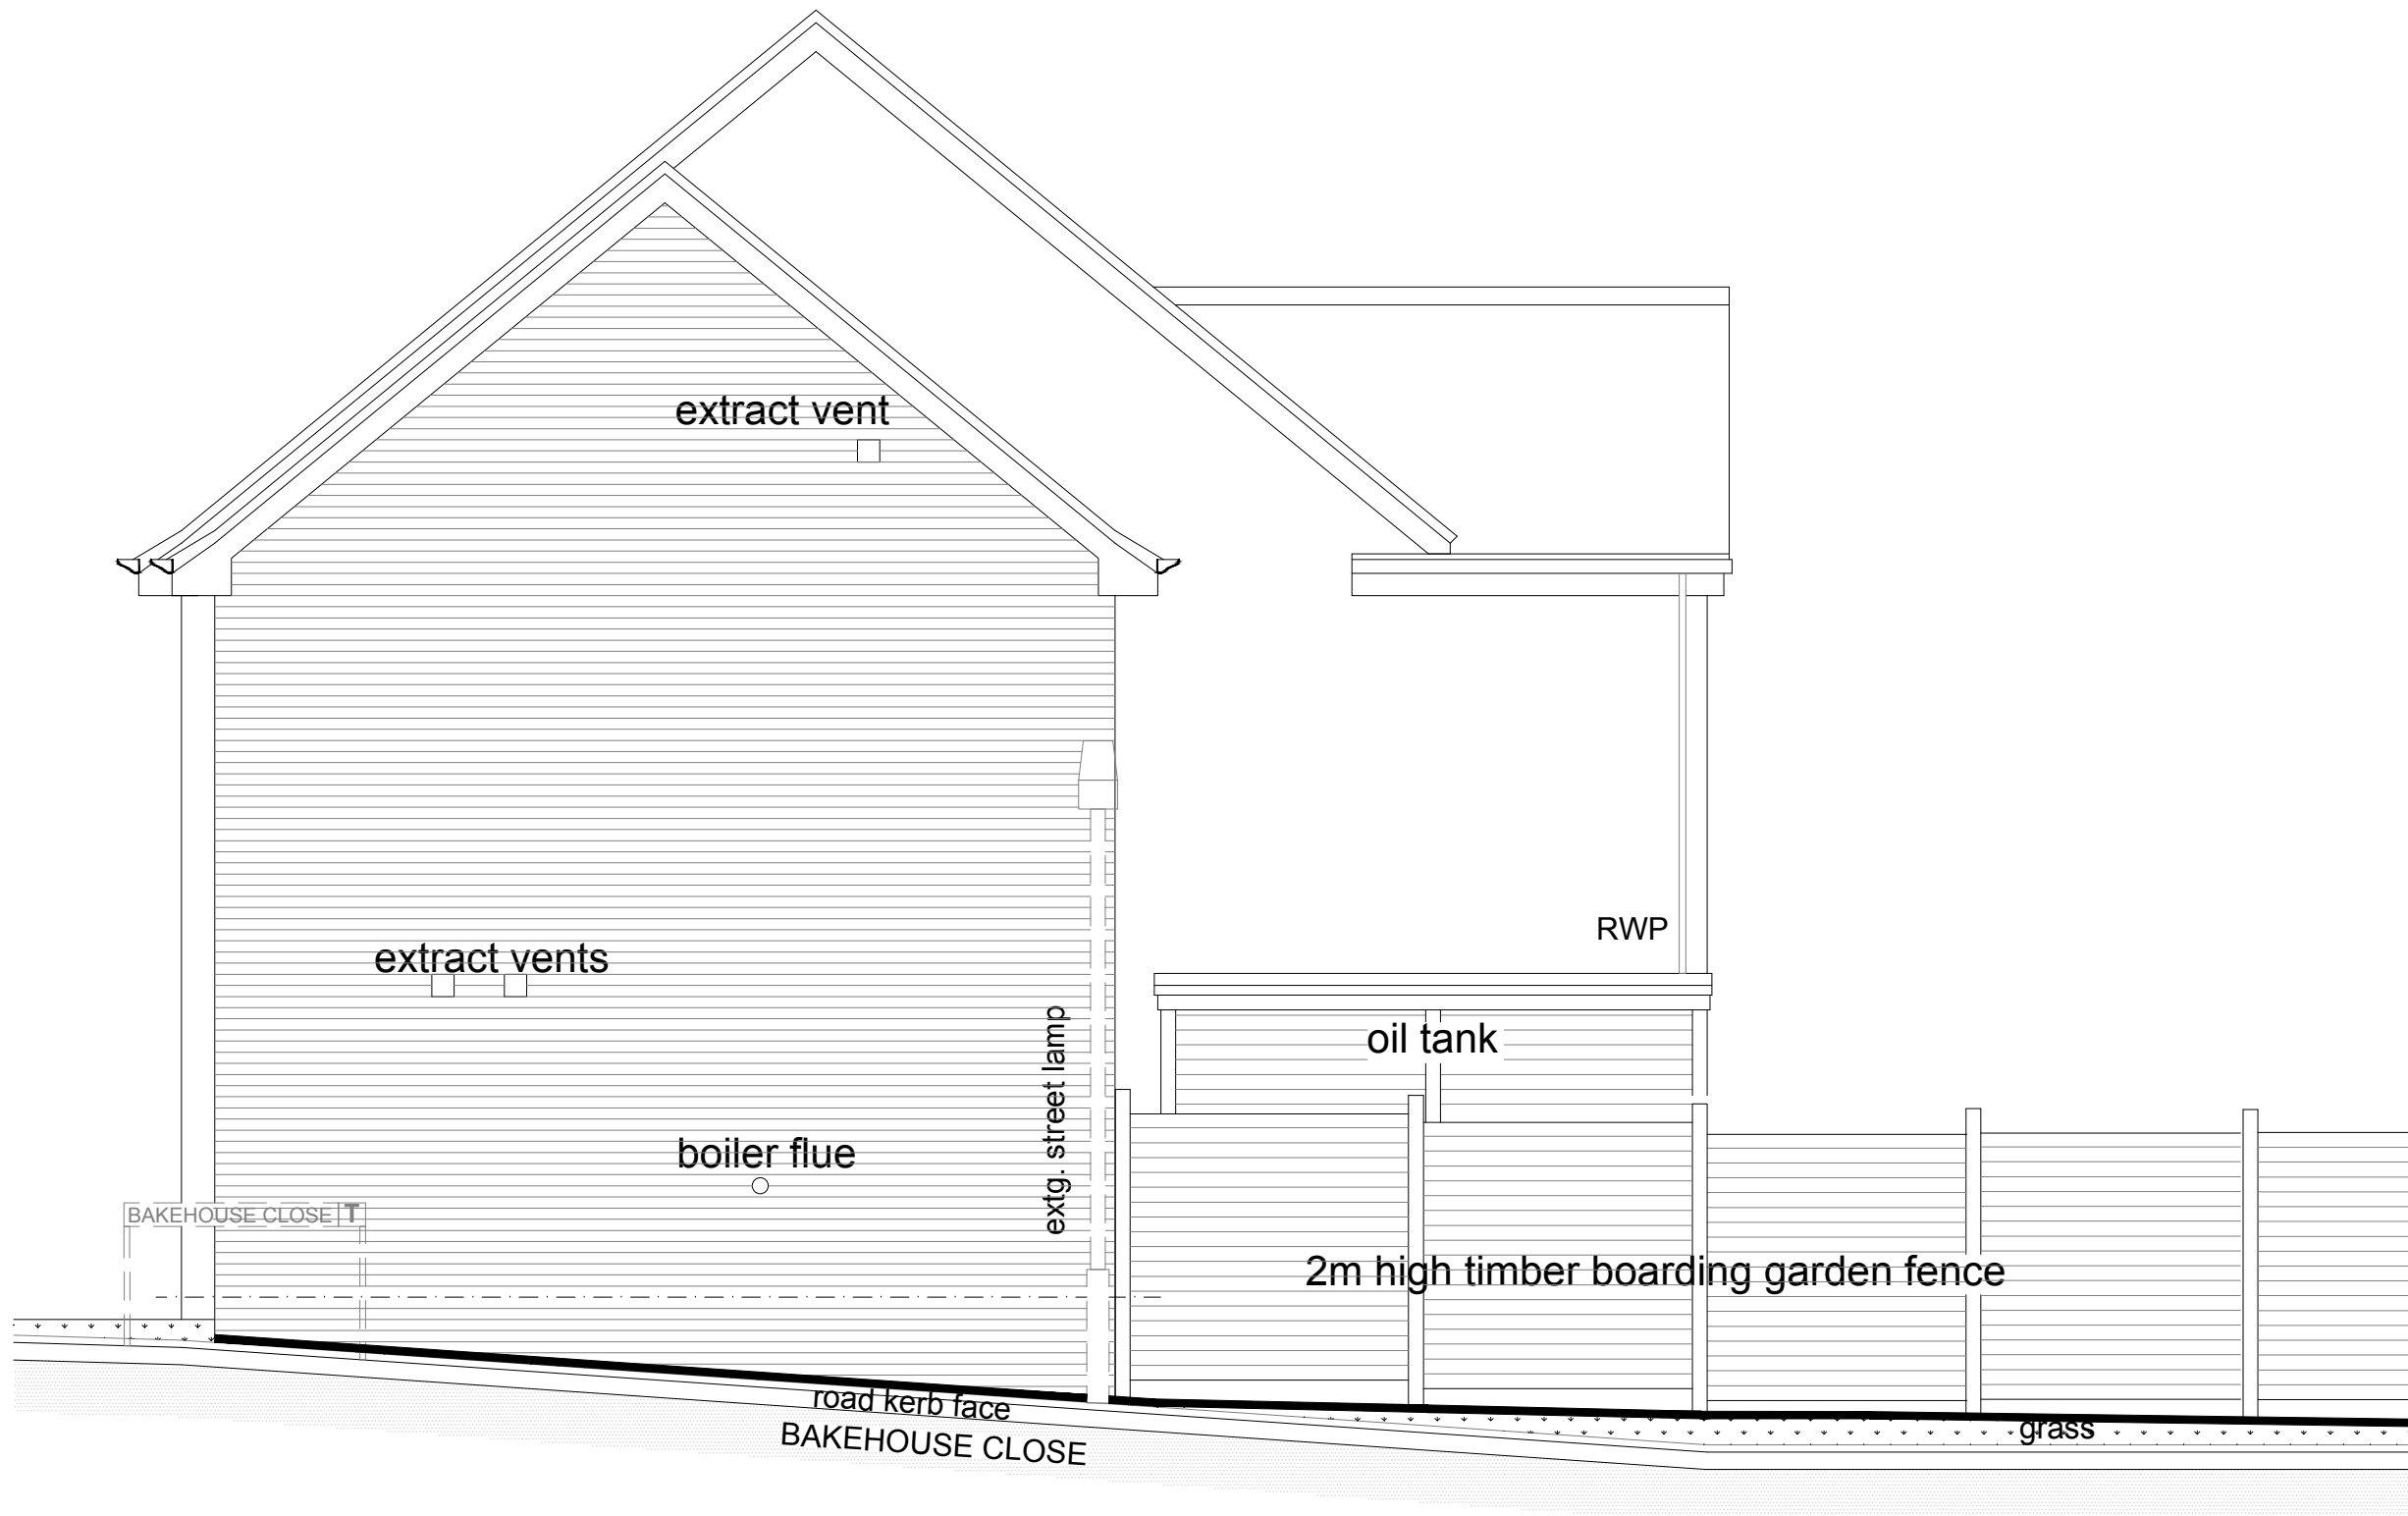 extract vent
RWP
extract vents
extg. street lamp
oil tank
boiler flue
BAKEHOUSE CLOSE T
2m high timber boarding garden fence
road kerb face
grass
BAKEHOUSE CLOSE